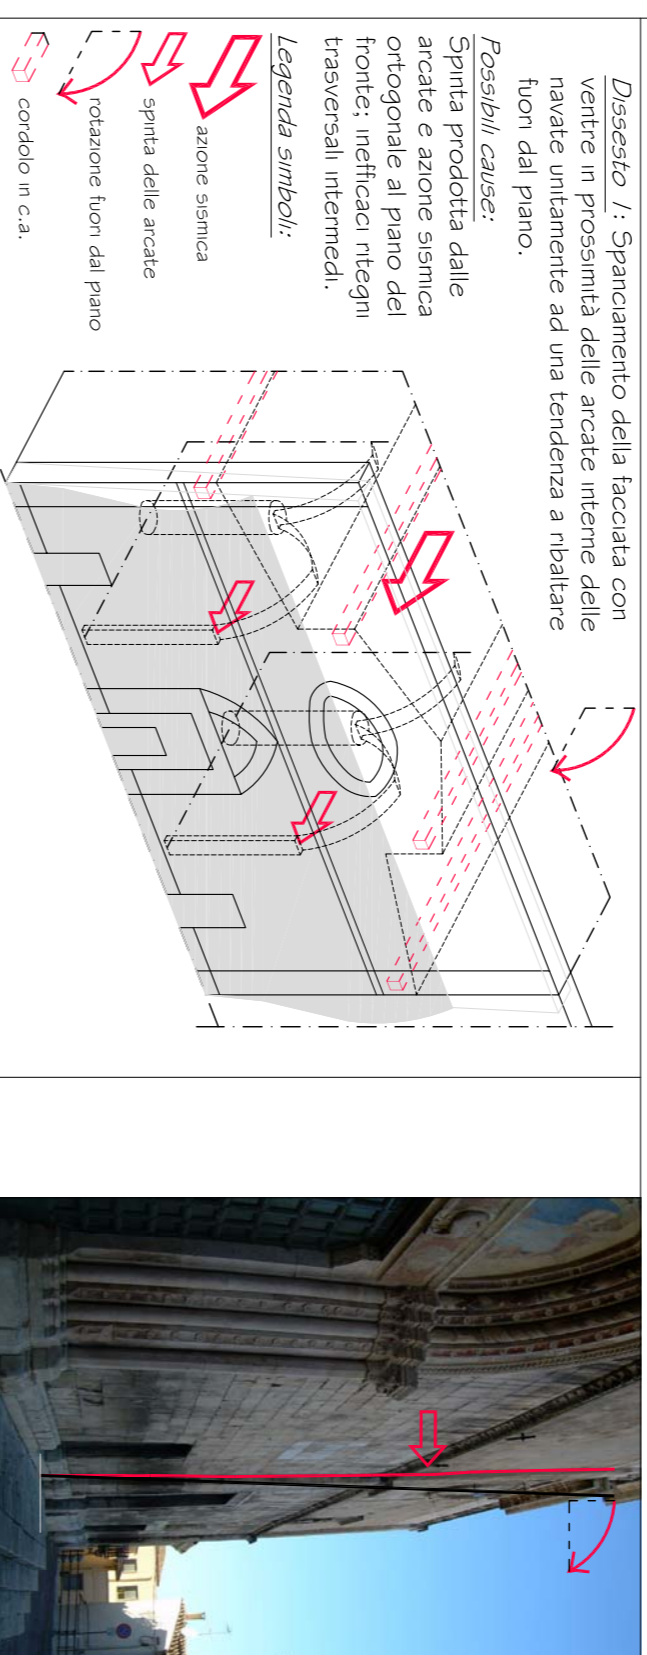 Dissesto 1: Spanciamento della facciata con
ventre in prossimità delle arcate interne delle
navate unitamente ad una tendenza a ribaltare
fuori dal piano.
Possibili cause:
Spinta prodotta dalle
arcate e azione sismica
ortogonale al piano del
fronte; inefficaci ritegni
trasversali intermedi.
Legenda simboli:
azione sismica
spinta delle arcate
rotazione fuori dal piano
cordolo in c.a.